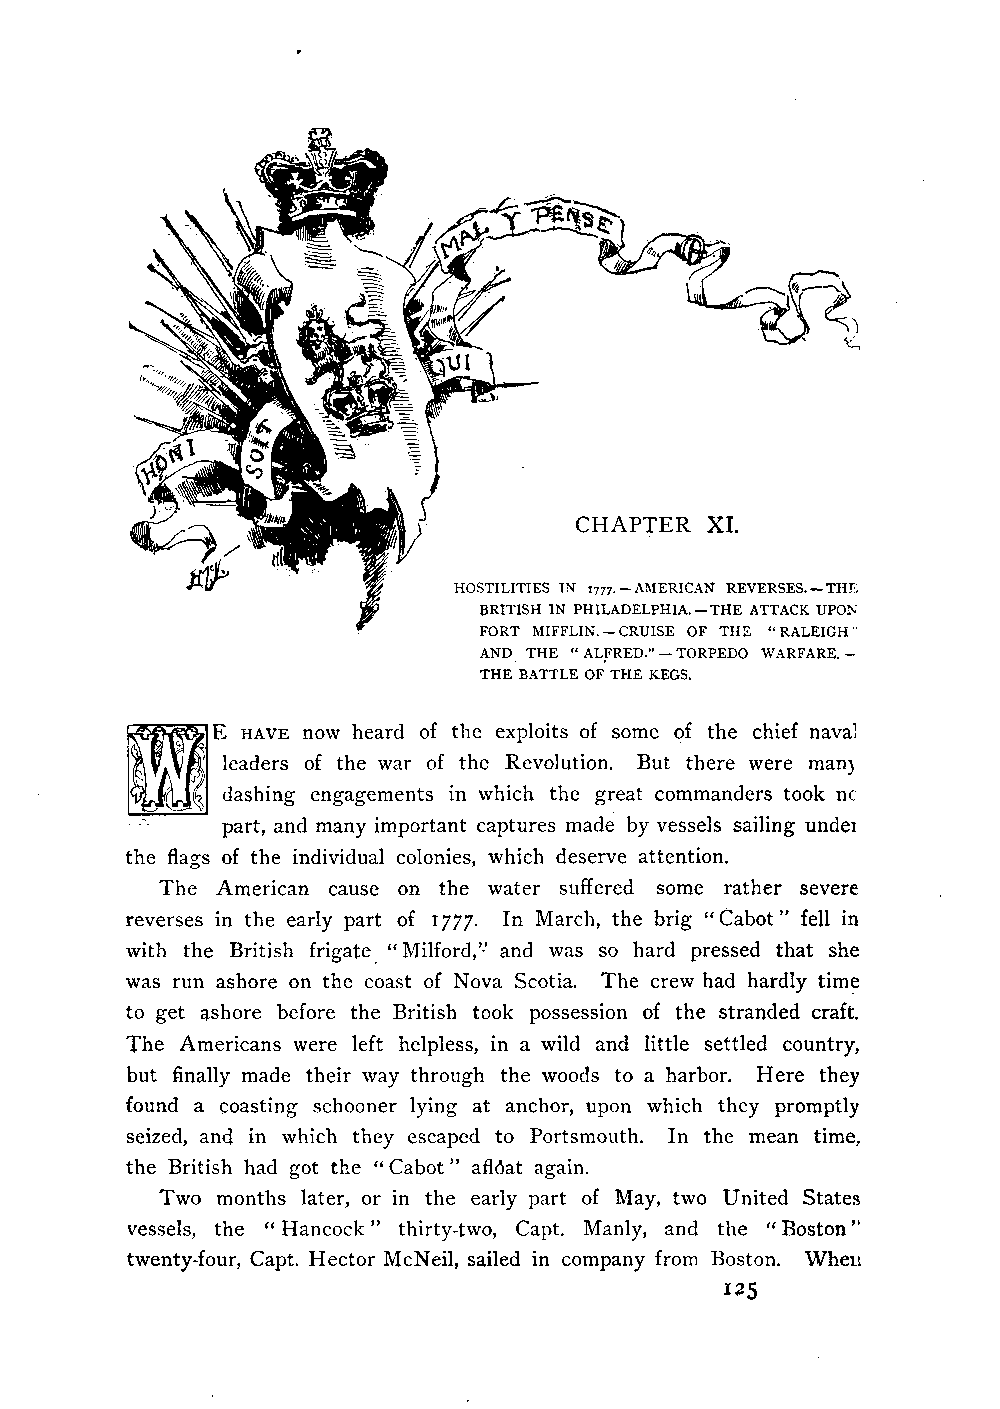 HONI
SOIT
QUI
MAL Y PENSE
CHAPTER XI.
HOSTILITIES IN 1777.—AMERICAN REVERSES.—THE
BRITISH IN PHILADELPHIA.—THE ATTACK UPON
FORT MIFFLIN.—CRUISE OF THE "RALEIGH"
AND THE "ALFRED."—TORPEDO WARFARE.—
THE BATTLE OF THE KEGS.
WE HAVE now heard of the exploits of some of the chief naval
leaders of the war of the Revolution. But there were many
dashing engagements in which the great commanders took no
part, and many important captures made by vessels sailing under
the flags of the individual colonies, which deserve attention.
The American cause on the water suffered some rather severe
reverses in the early part of 1777. In March, the brig "Cabot" fell in
with the British frigate "Milford," and was so hard pressed that she
was run ashore on the coast of Nova Scotia. The crew had hardly time
to get ashore before the British took possession of the stranded craft.
The Americans were left helpless, in a wild and little settled country,
but finally made their way through the woods to a harbor. Here they
found a coasting schooner lying at anchor, upon which they promptly
seized, and in which they escaped to Portsmouth. In the mean time,
the British had got the "Cabot" afloat again.
Two months later, or in the early part of May, two United States
vessels, the "Hancock" thirty-two, Capt. Manly, and the "Boston"
twenty-four, Capt. Hector McNeil, sailed in company from Boston. When
125